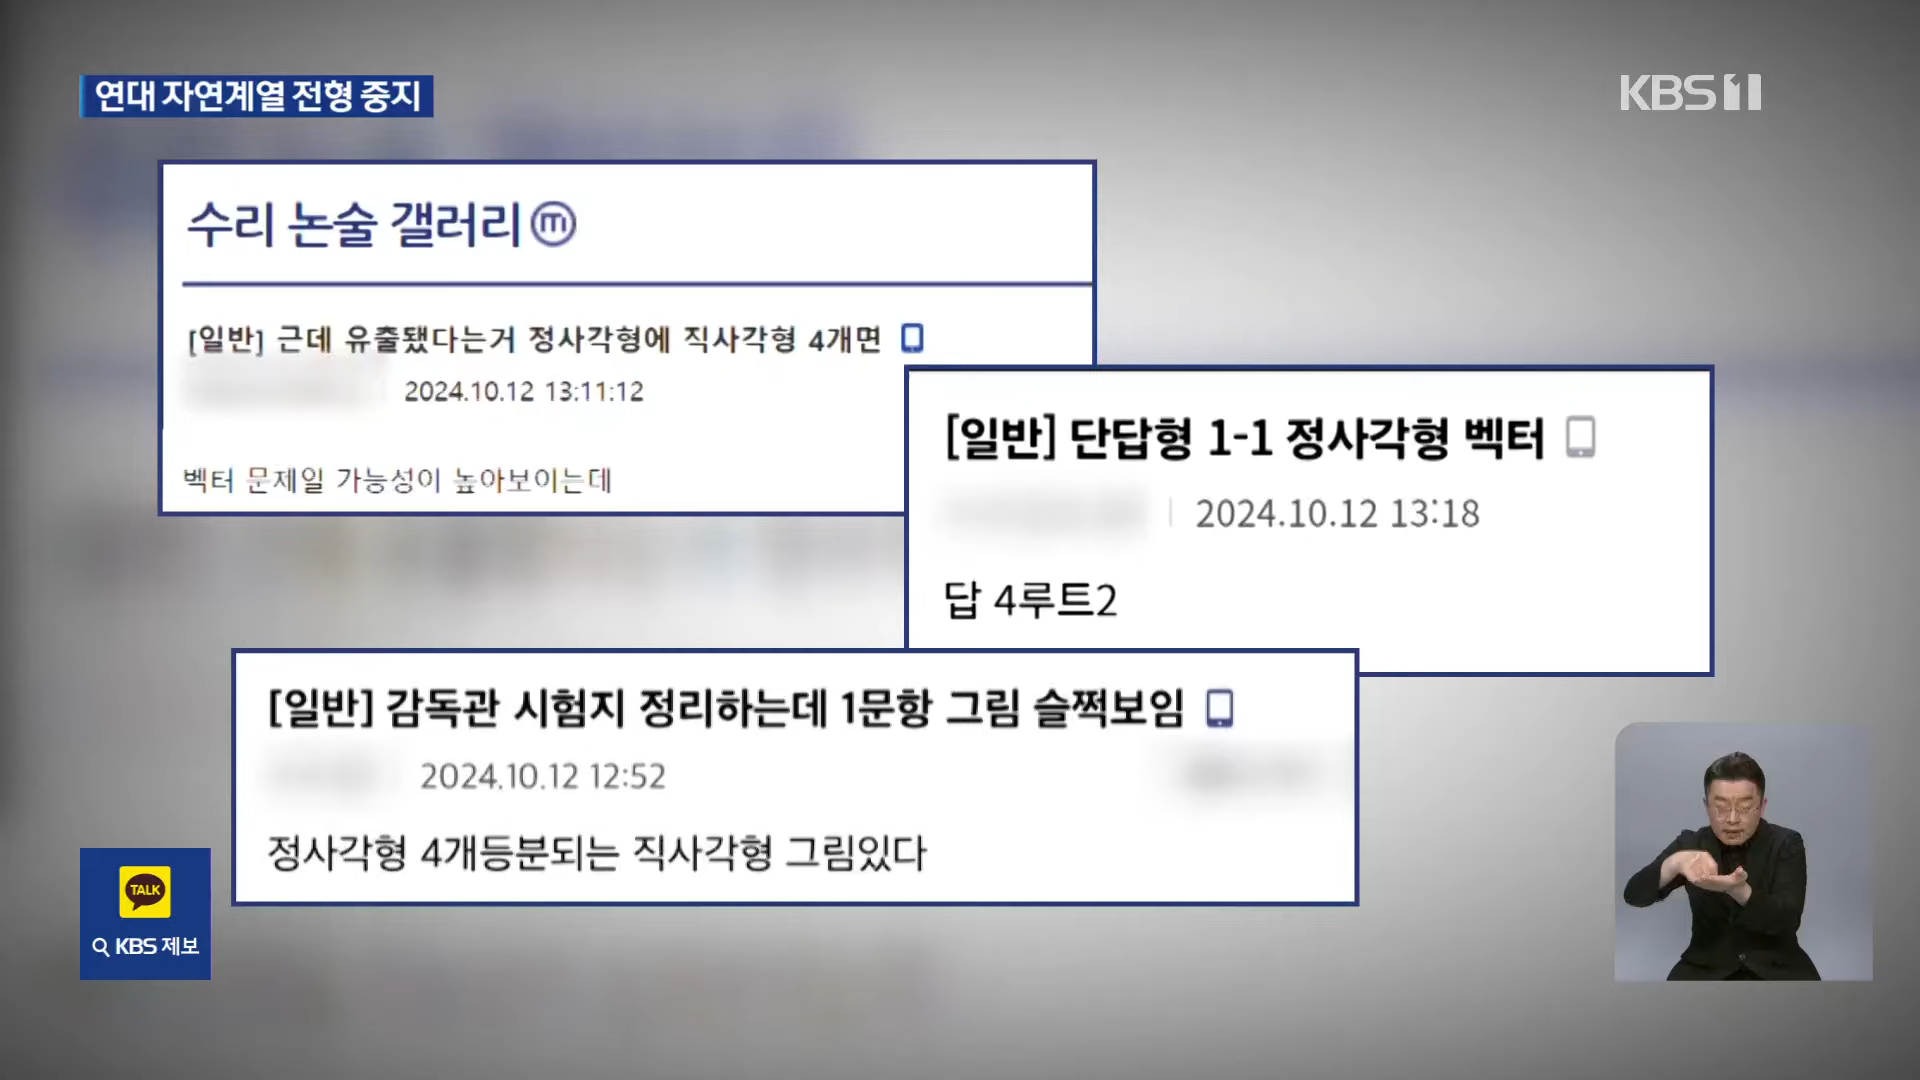 연대 자연계열 전형 중지
KBS 1
수리 논술 갤러리 ⓜ
[일반] 근데 유출됐다는거 정사각형에 직사각형 4개면
2024.10.12 13:11:12
벡터 문제일 가능성이 높아보이는데
[일반] 단답형 1-1 정사각형 벡터
2024.10.12 13:18
답 4루트2
[일반] 감독관 시험지 정리하는데 1문항 그림 슬쩍보임
2024.10.12 12:52
정사각형 4개등분되는 직사각형 그림있다
TALK
KBS 제보